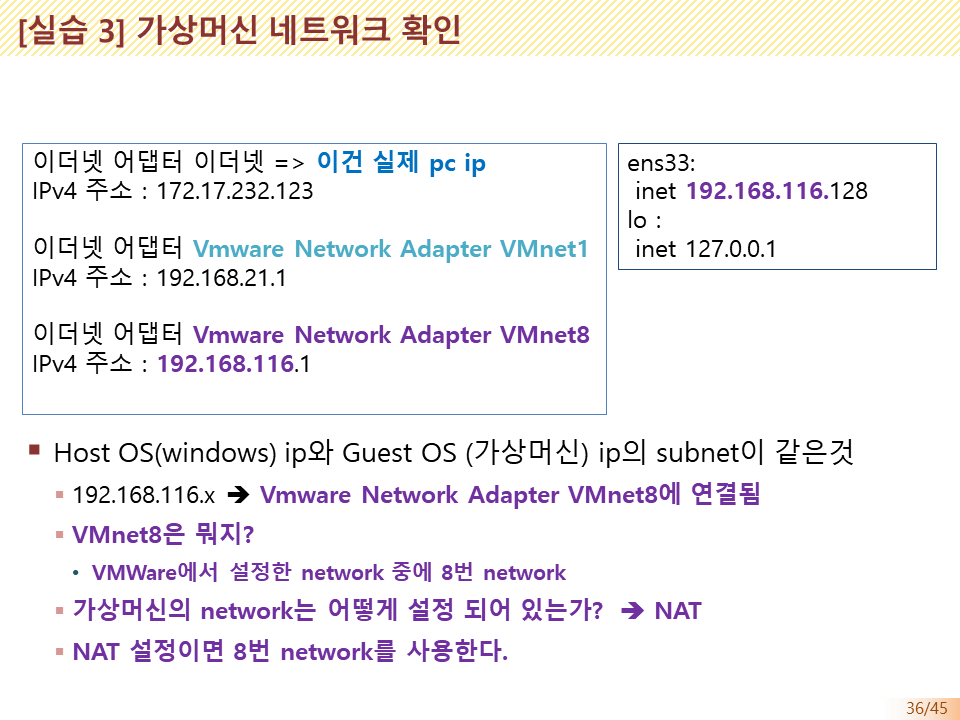 [실습 3] 가상머신 네트워크 확인
이더넷 어댑터 이더넷 => 이건 실제 pc ip
IPv4 주소 : 172.17.232.123
이더넷 어댑터 Vmware Network Adapter VMnet1
IPv4 주소 : 192.168.21.1
이더넷 어댑터 Vmware Network Adapter VMnet8
IPv4 주소 : 192.168.116.1
ens33:
inet 192.168.116.128
lo :
inet 127.0.0.1
■ Host OS(windows) ip와 Guest OS (가상머신) ip의 subnet이 같은것
▪ 192.168.116.x ➔ Vmware Network Adapter VMnet8에 연결됨
▪ VMnet8은 뭐지?
• VMWare에서 설정한 network 중에 8번 network
▪ 가상머신의 network는 어떻게 설정 되어 있는가? ➔ NAT
▪ NAT 설정이면 8번 network를 사용한다.
36/45